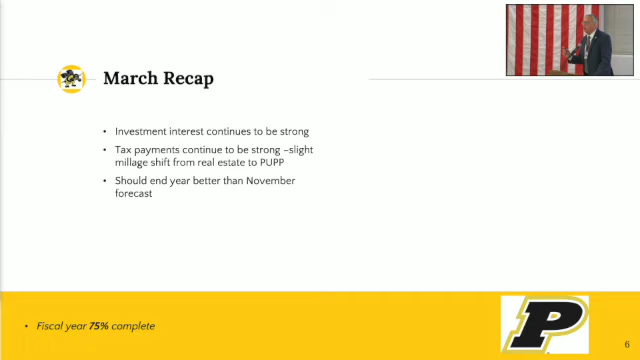 March Recap
• Investment interest continues to be strong
• Tax payments continue to be strong –slight
millage shift from real estate to PUPP
• Should end year better than November
forecast
• Fiscal year 75% complete
P
6